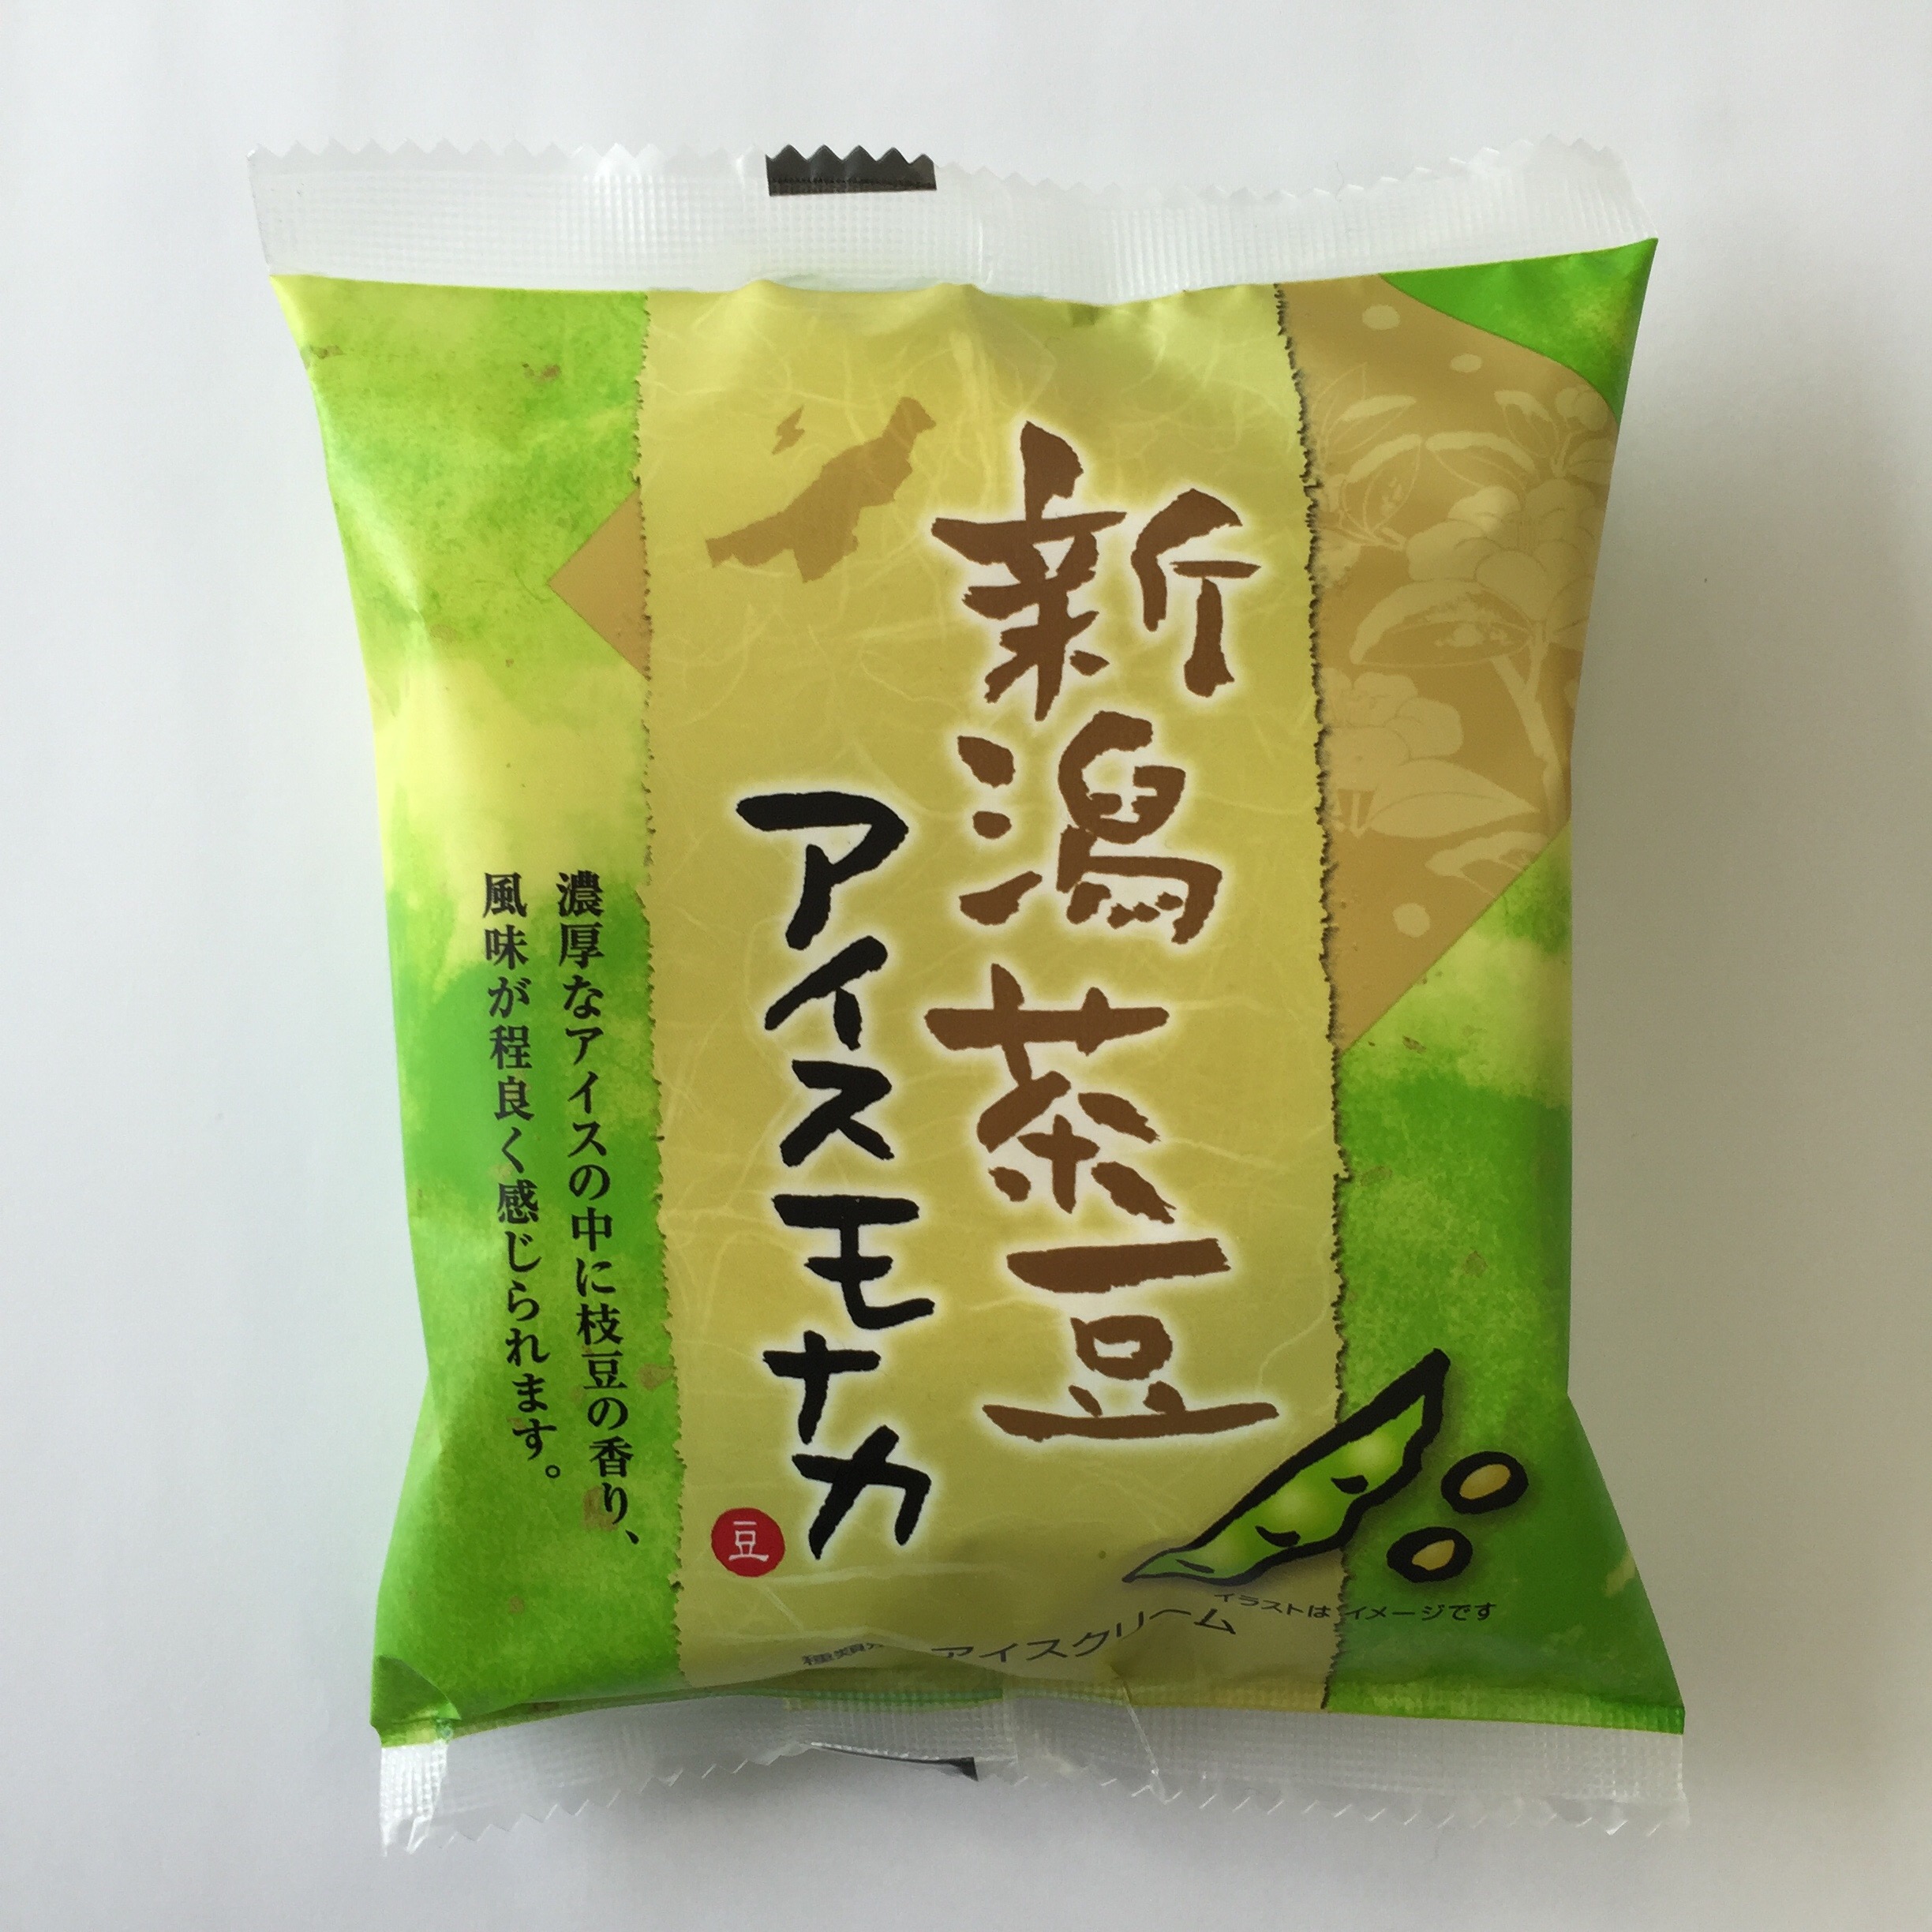 新潟茶豆
アイスモナカ
豆
濃厚なアイスの中に枝豆の香り、
風味が程良く感じられます。
イラストはイメージです
種類 アイスクリーム